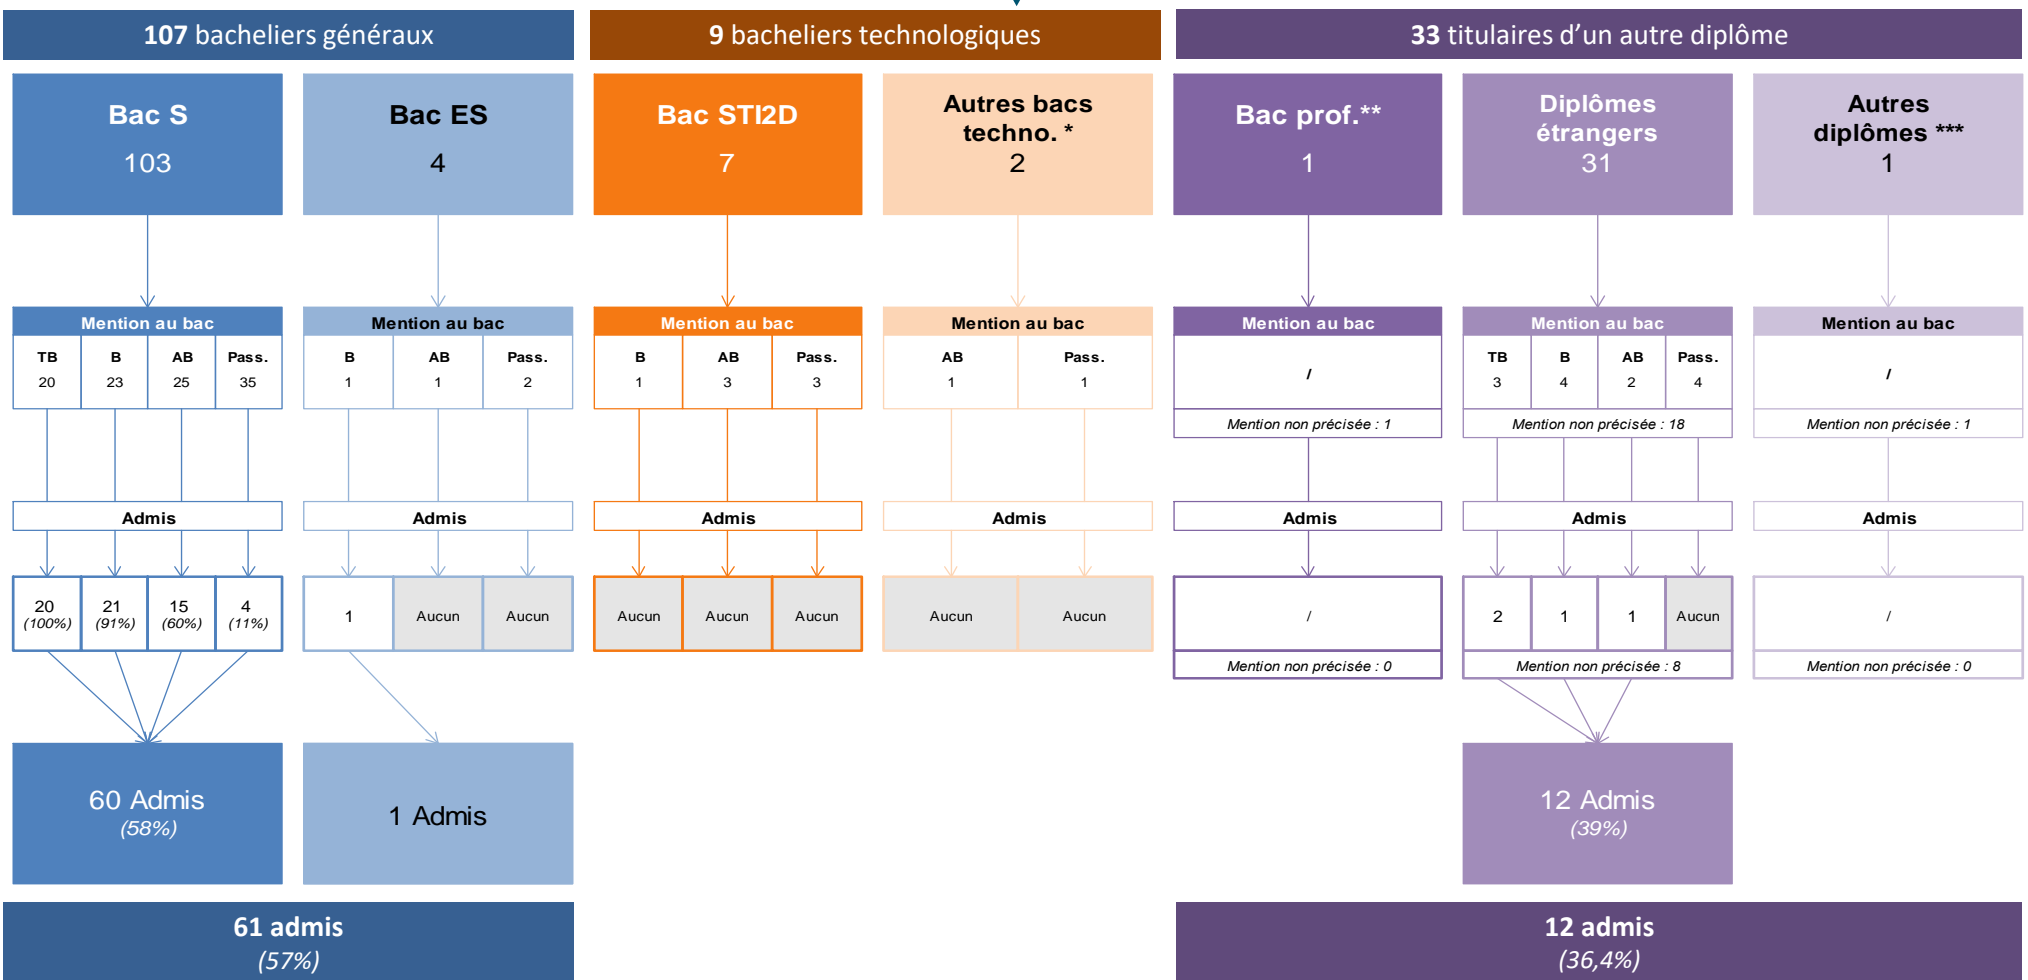 107 bacheliers généraux
9 bacheliers technologiques
33 titulaires d'un autre diplôme
Bac S
103
Bac ES
4
Bac STI2D
7
Autres bacs
techno. *
2
Bac prof.**
1
Diplômes
étrangers
31
Autres
diplômes ***
1
Mention au bac
TB B AB Pass.
20 23 25 35
Mention au bac
B AB Pass.
1 1 2
Mention au bac
B AB Pass.
1 3 3
Mention au bac
AB Pass.
1 1
Mention au bac
/
Mention non précisée : 1
Mention au bac
TB B AB Pass.
3 4 2 4
Mention non précisée : 18
Mention au bac
/
Mention non précisée : 1
Admis
20 21 15 4
(100%) (91%) (60%) (11%)
Admis
1 Aucun Aucun
Admis
Aucun Aucun Aucun
Admis
Aucun Aucun
Admis
/
Mention non précisée : 0
Admis
2 1 1 Aucun
Mention non précisée : 8
Admis
/
Mention non précisée : 0
60 Admis
(58%)
1 Admis
12 Admis
(39%)
61 admis
(57%)
12 admis
(36,4%)